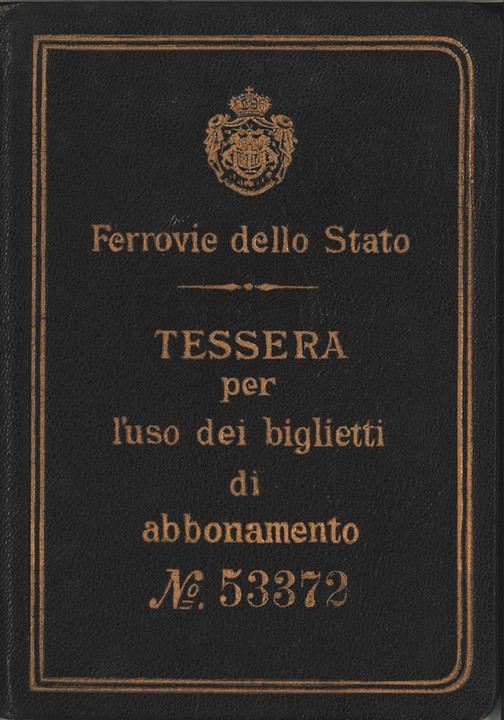 Ferrovie dello Stato
TESSERA
per
l'uso dei biglietti
di
abbonamento
No. 53372